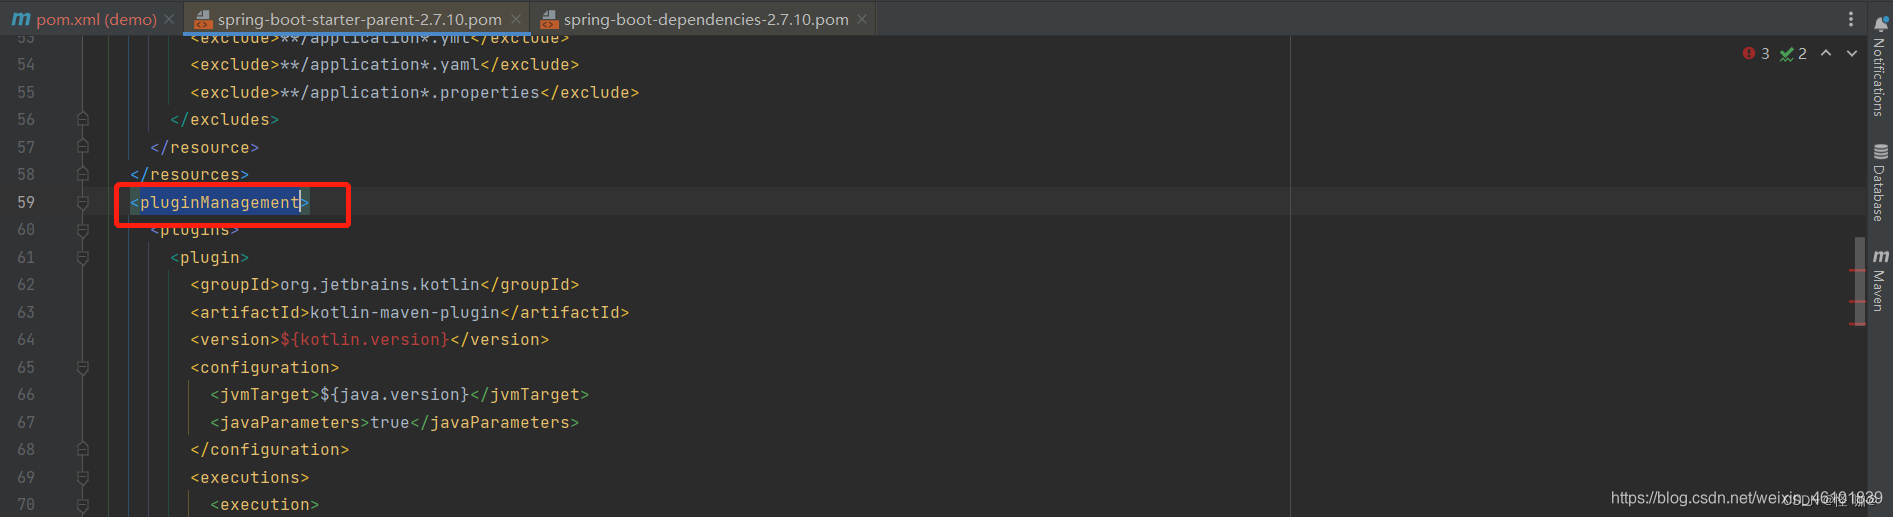 pom.xml (demo)
spring-boot-starter-parent-2.7.10.pom
spring-boot-dependencies-2.7.10.pom
53 <exclude>**/application*.yml</exclude>
54 <exclude>**/application*.yaml</exclude>
55 <exclude>**/application*.properties</exclude>
56 </excludes>
57 </resource>
58 </resources>
59 <pluginManagement>
60 <plugins>
61 <plugin>
62 <groupId>org.jetbrains.kotlin</groupId>
63 <artifactId>kotlin-maven-plugin</artifactId>
64 <version>${kotlin.version}</version>
65 <configuration>
66 <jvmTarget>${java.version}</jvmTarget>
67 <javaParameters>true</javaParameters>
68 </configuration>
69 <executions>
70 <execution>
3 2
Notifications
Database
m Maven
https://blog.csdn.net/weixin_46101839